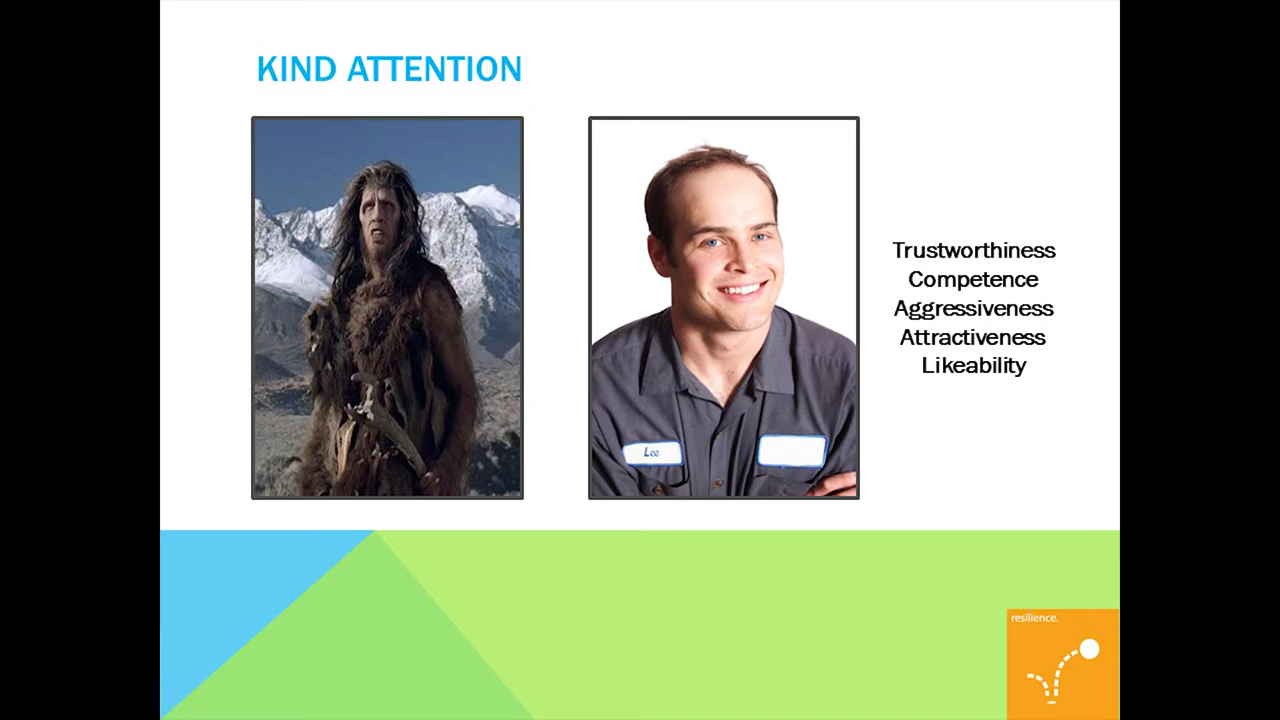 KIND ATTENTION
Lee
Trustworthiness
Competence
Aggressiveness
Attractiveness
Likeability
resilience.